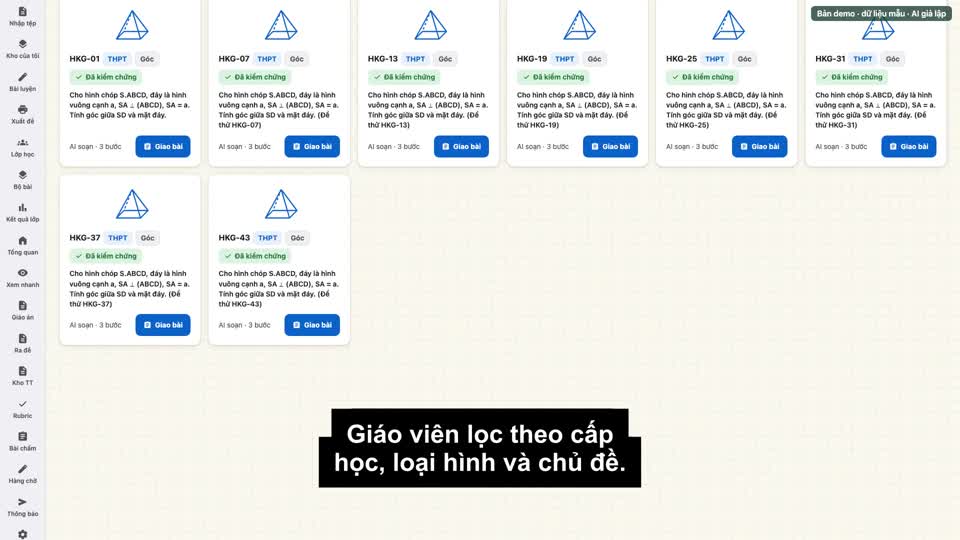 Bản demo · dữ liệu mẫu · AI giả lập
Nhập tệp
Kho của tôi
Bài luyện
Xuất đề
Lớp học
Bộ bài
Kết quả lớp
Tổng quan
Xem nhanh
Giáo án
Ra đề
Kho TT
Rubric
Bài chấm
Hàng chờ
Thông báo
HKG-01 THPT Góc
Đã kiểm chứng
Cho hình chóp S.ABCD, đáy là hình
vuông cạnh a, SA ⊥ (ABCD), SA = a.
Tính góc giữa SD và mặt đáy.
AI soạn · 3 bước Giao bài
HKG-07 THPT Góc
Đã kiểm chứng
Cho hình chóp S.ABCD, đáy là hình
vuông cạnh a, SA ⊥ (ABCD), SA = a.
Tính góc giữa SD và mặt đáy. (Đề
thử HKG-07)
AI soạn · 3 bước Giao bài
HKG-13 THPT Góc
Đã kiểm chứng
Cho hình chóp S.ABCD, đáy là hình
vuông cạnh a, SA ⊥ (ABCD), SA = a.
Tính góc giữa SD và mặt đáy. (Đề
thử HKG-13)
AI soạn · 3 bước Giao bài
HKG-19 THPT Góc
Đã kiểm chứng
Cho hình chóp S.ABCD, đáy là hình
vuông cạnh a, SA ⊥ (ABCD), SA = a.
Tính góc giữa SD và mặt đáy. (Đề
thử HKG-19)
AI soạn · 3 bước Giao bài
HKG-25 THPT Góc
Đã kiểm chứng
Cho hình chóp S.ABCD, đáy là hình
vuông cạnh a, SA ⊥ (ABCD), SA = a.
Tính góc giữa SD và mặt đáy. (Đề
thử HKG-25)
AI soạn · 3 bước Giao bài
HKG-31 THPT Góc
Đã kiểm chứng
Cho hình chóp S.ABCD, đáy là hình
vuông cạnh a, SA ⊥ (ABCD), SA = a.
Tính góc giữa SD và mặt đáy. (Đề
thử HKG-31)
AI soạn · 3 bước Giao bài
HKG-37 THPT Góc
Đã kiểm chứng
Cho hình chóp S.ABCD, đáy là hình
vuông cạnh a, SA ⊥ (ABCD), SA = a.
Tính góc giữa SD và mặt đáy. (Đề
thử HKG-37)
AI soạn · 3 bước Giao bài
HKG-43 THPT Góc
Đã kiểm chứng
Cho hình chóp S.ABCD, đáy là hình
vuông cạnh a, SA ⊥ (ABCD), SA = a.
Tính góc giữa SD và mặt đáy. (Đề
thử HKG-43)
AI soạn · 3 bước Giao bài
Giáo viên lọc theo cấp
học, loại hình và chủ đề.